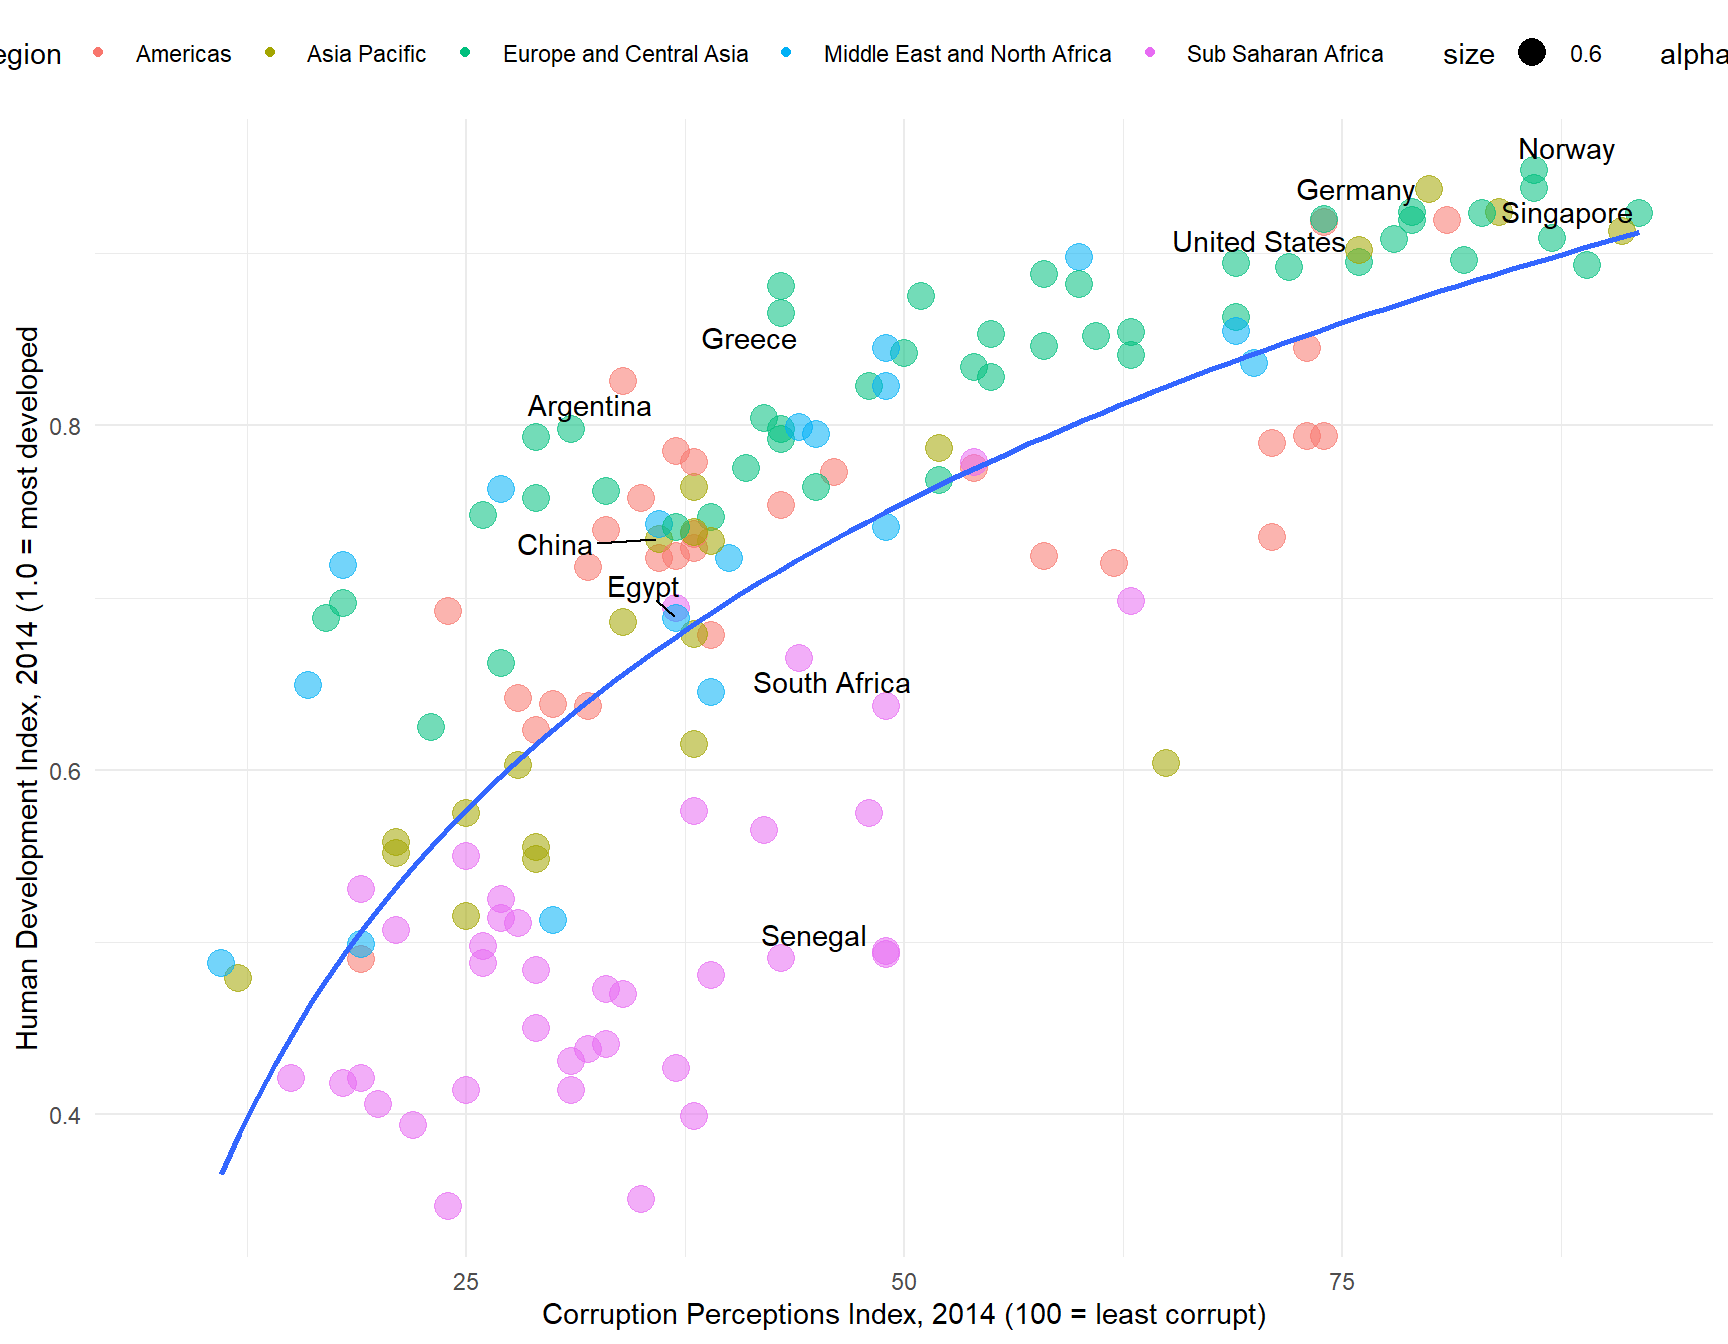 egion Americas Asia Pacific Europe and Central Asia Middle East and North Africa Sub Saharan Africa size 0.6 alpha
Norway
Germany
Singapore
United States
Greece
Argentina
China
Egypt
South Africa
Senegal
Human Development Index, 2014 (1.0 = most developed
0.8
0.6
0.4
25 50 75
Corruption Perceptions Index, 2014 (100 = least corrupt)